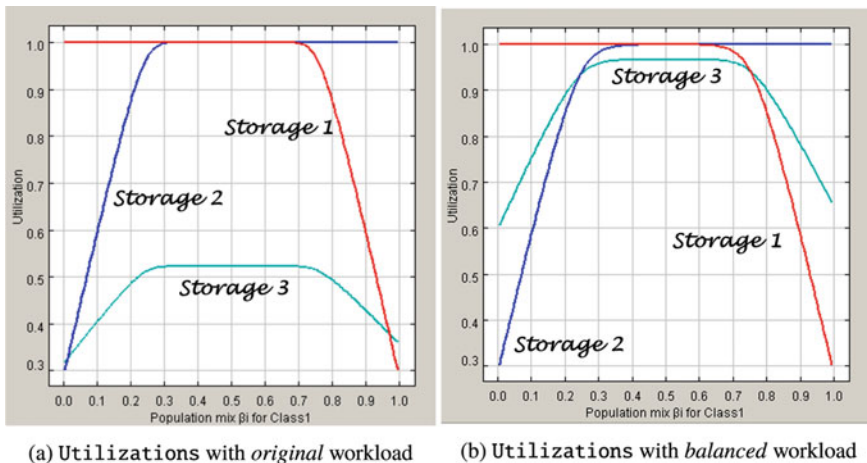 1.0
0.9
0.8
0.7
0.6
0.5
0.4
0.3
Utilization
Storage 1
Storage 2
Storage 3
0.0 0.1 0.2 0.3 0.4 0.5 0.6 0.7 0.8 0.9 1.0
Population mix βi for Class1
(a) Utilizations with original workload
1.0
0.9
0.8
0.7
0.6
0.5
0.4
0.3
Utilization
Storage 3
Storage 1
Storage 2
0.0 0.1 0.2 0.3 0.4 0.5 0.6 0.7 0.8 0.9 1.0
Population mix βi for Class1
(b) Utilizations with balanced workload